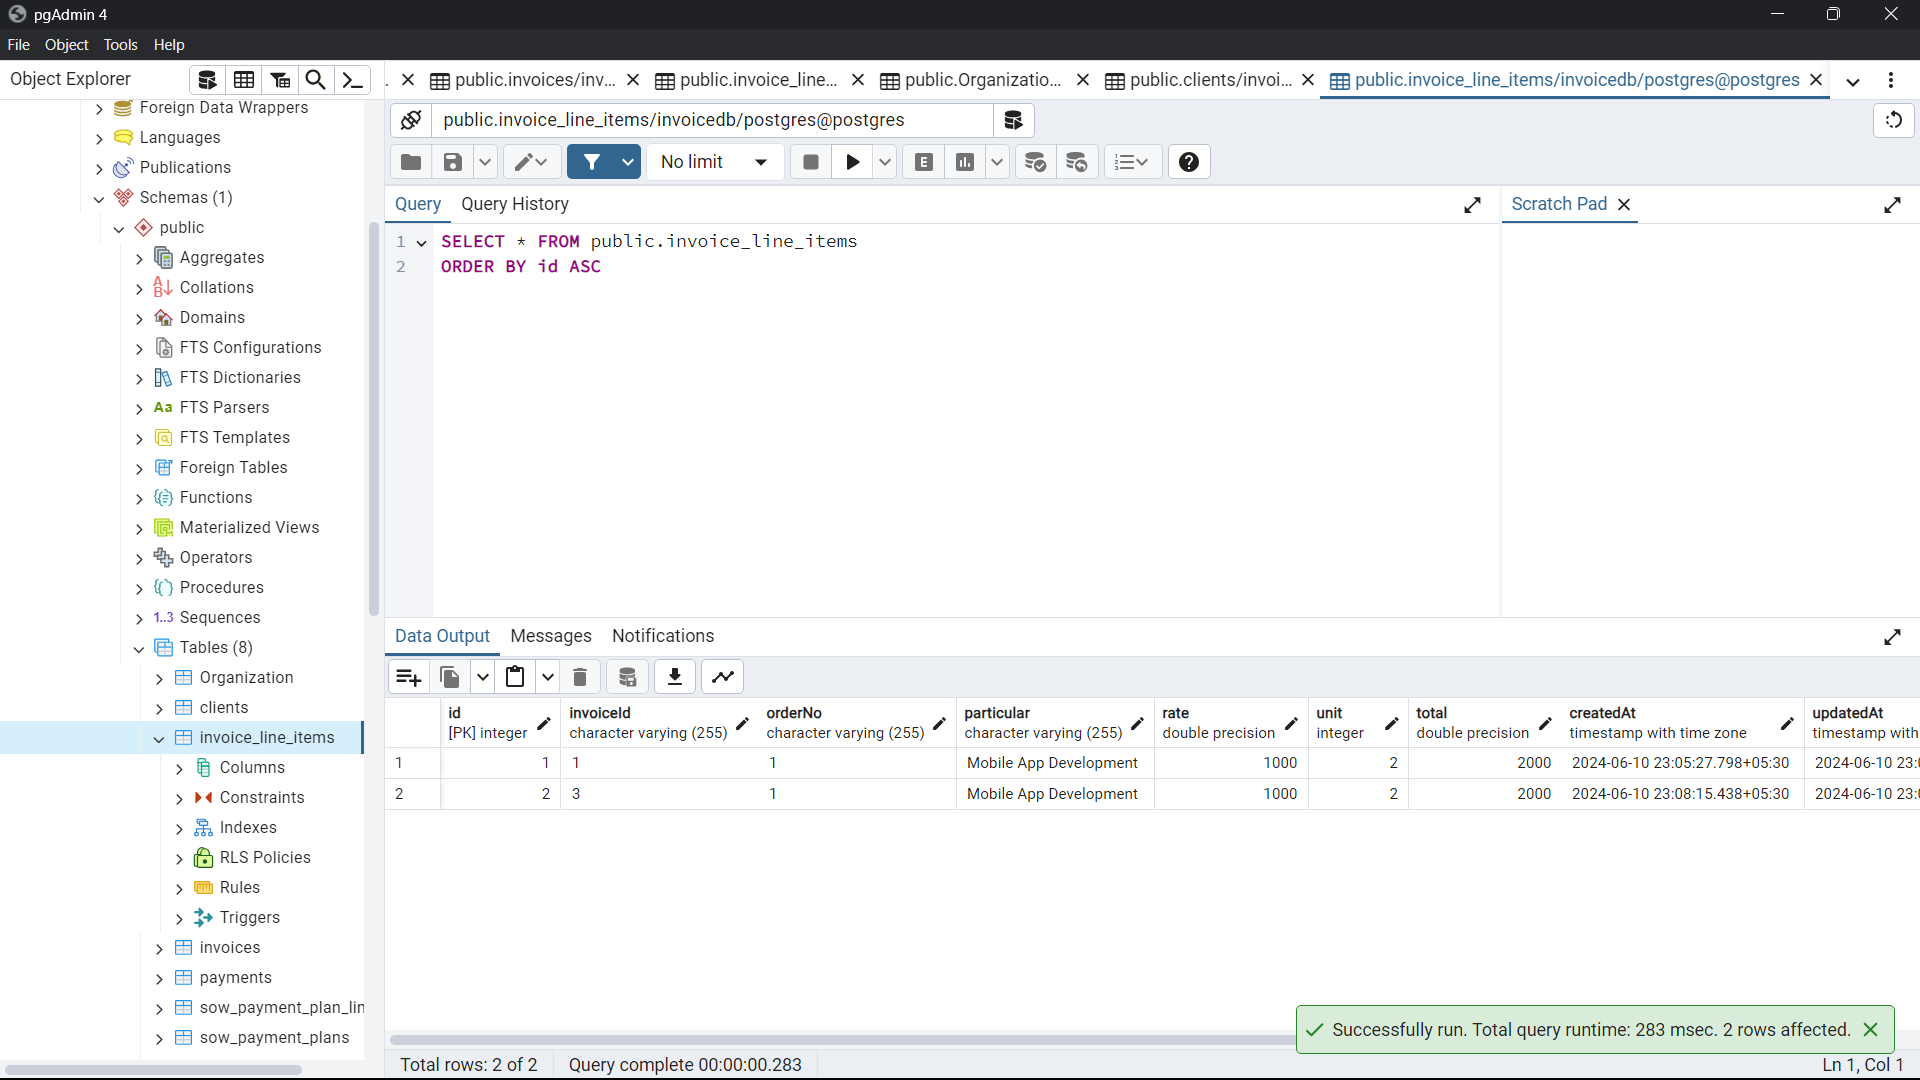 pgAdmin 4
File Object Tools Help
Object Explorer
public.invoices/inv... public.invoice_line... public.Organizatio... public.clients/invoi... public.invoice_line_items/invoicedb/postgres@postgres
Foreign Data Wrappers
Languages
Publications
Schemas (1)
public
Aggregates
Collations
Domains
FTS Configurations
FTS Dictionaries
Aa FTS Parsers
FTS Templates
Foreign Tables
Functions
Materialized Views
Operators
Procedures
1..3 Sequences
Tables (8)
Organization
clients
invoice_line_items
Columns
Constraints
Indexes
RLS Policies
Rules
Triggers
invoices
payments
sow_payment_plan_lin
sow_payment_plans
public.invoice_line_items/invoicedb/postgres@postgres
No limit E
Query Query History
Scratch Pad
1 SELECT * FROM public.invoice_line_items
2 ORDER BY id ASC
Data Output Messages Notifications
id invoiceId orderNo particular rate unit total createdAt updatedAt
[PK] integer character varying (255) character varying (255) character varying (255) double precision integer double precision timestamp with time zone timestamp with
1 1 1 1 Mobile App Development 1000 2 2000 2024-06-10 23:05:27.798+05:30 2024-06-10 23:
2 2 3 1 Mobile App Development 1000 2 2000 2024-06-10 23:08:15.438+05:30 2024-06-10 23:
Successfully run. Total query runtime: 283 msec. 2 rows affected.
Total rows: 2 of 2 Query complete 00:00:00.283 Ln 1, Col 1